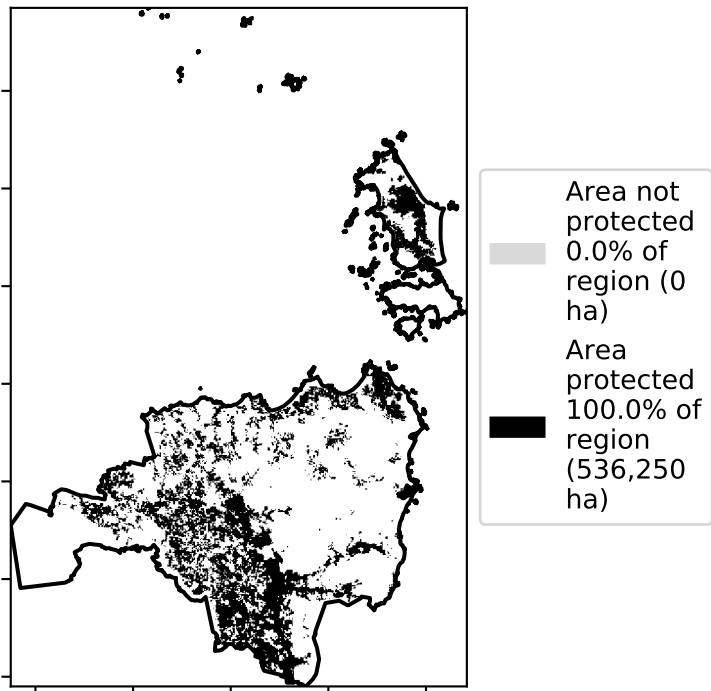 Area not
protected
0.0% of
region (0
ha)
Area
protected
100.0% of
region
(536,250
ha)